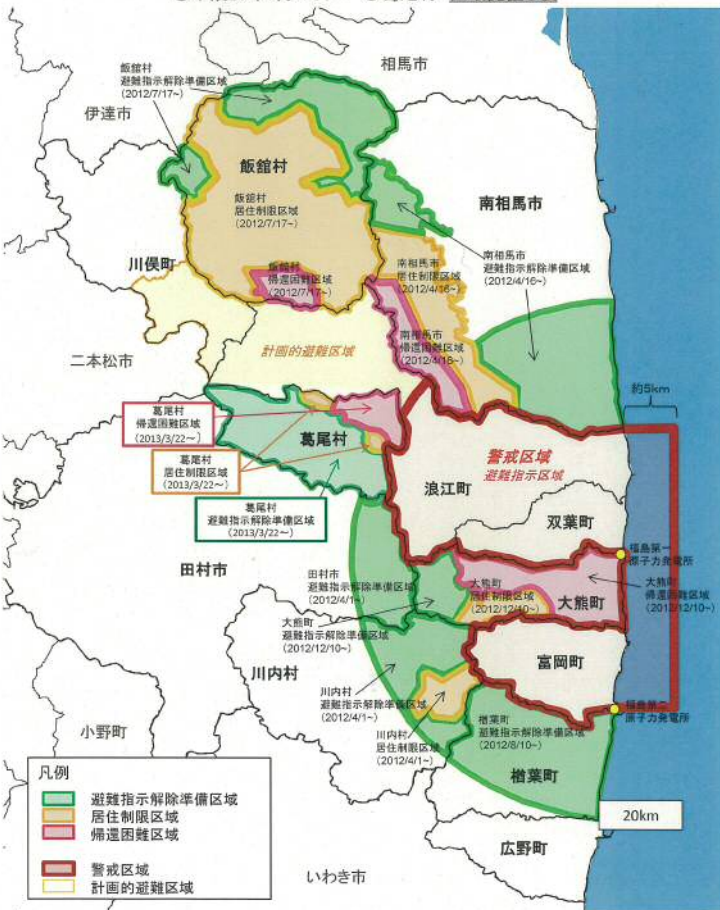 相馬市
飯舘村
避難指示解除準備区域
(2012/7/17~)
伊達市
飯舘村
飯舘村
居住制限区域
(2012/7/17~)
南相馬市
川俣町
飯舘村
帰還困難区域
(2012/7/17~)
南相馬市
居住制限区域
(2012/4/16~)
南相馬市
避難指示解除準備区域
(2012/4/16~)
計画的避難区域
南相馬市
帰還困難区域
(2012/4/16~)
二本松市
約5km
葛尾村
帰還困難区域
(2013/3/22~)
葛尾村
葛尾村
居住制限区域
(2013/3/22~)
警戒区域
避難指示区域
浪江町
葛尾村
避難指示解除準備区域
(2013/3/22~)
双葉町
福島第一
原子力発電所
田村市
田村市
避難指示解除準備区域
(2012/4/1~)
大熊町
居住制限区域
(2012/12/10~)
大熊町
大熊町
帰還困難区域
(2012/12/10~)
大熊町
避難指示解除準備区域
(2012/12/10~)
川内村
富岡町
川内村
避難指示解除準備区域
(2012/4/1~)
福島第二
原子力発電所
川内村
居住制限区域
(2012/4/1~)
楢葉町
避難指示解除準備区域
(2012/8/10~)
小野町
楢葉町
凡例
避難指示解除準備区域
居住制限区域
帰還困難区域
警戒区域
計画的避難区域
20km
広野町
いわき市